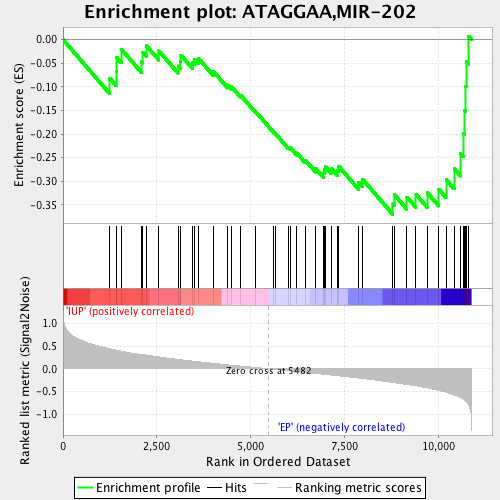 Enrichment plot: ATAGGAA,MIR-202
Enrichment score (ES)
0.00
-0.05
-0.10
-0.15
-0.20
-0.25
-0.30
-0.35
Ranked list metric (Signal2Noise)
1.0
0.5
0.0
-0.5
-1.0
'IUP' (positively correlated)
Zero cross at 5482
'EP' (negatively correlated)
0 2,500 5,000 7,500 10,000
Rank in Ordered Dataset
Enrichment profile Hits Ranking metric scores